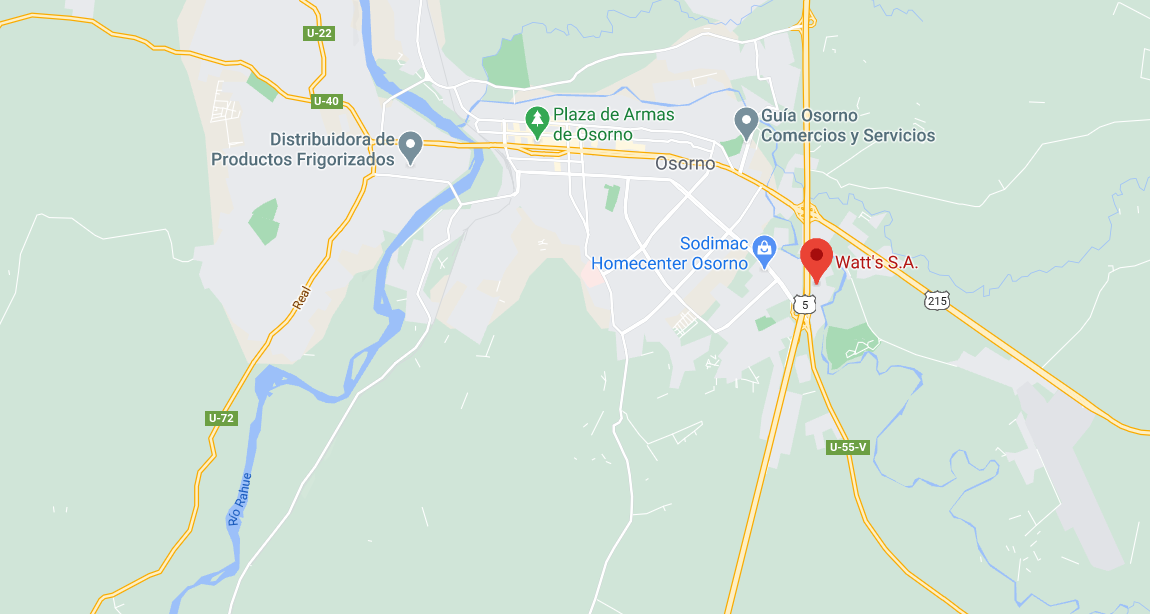 U-22
U-40
Plaza de Armas
de Osorno
Guía Osorno
Comercios y Servicios
Distribuidora de
Productos Frigorizados
Osorno
Sodimac
Homecenter Osorno
Watt's S.A.
Real
5
215
U-72
U-55-V
Río Rahue